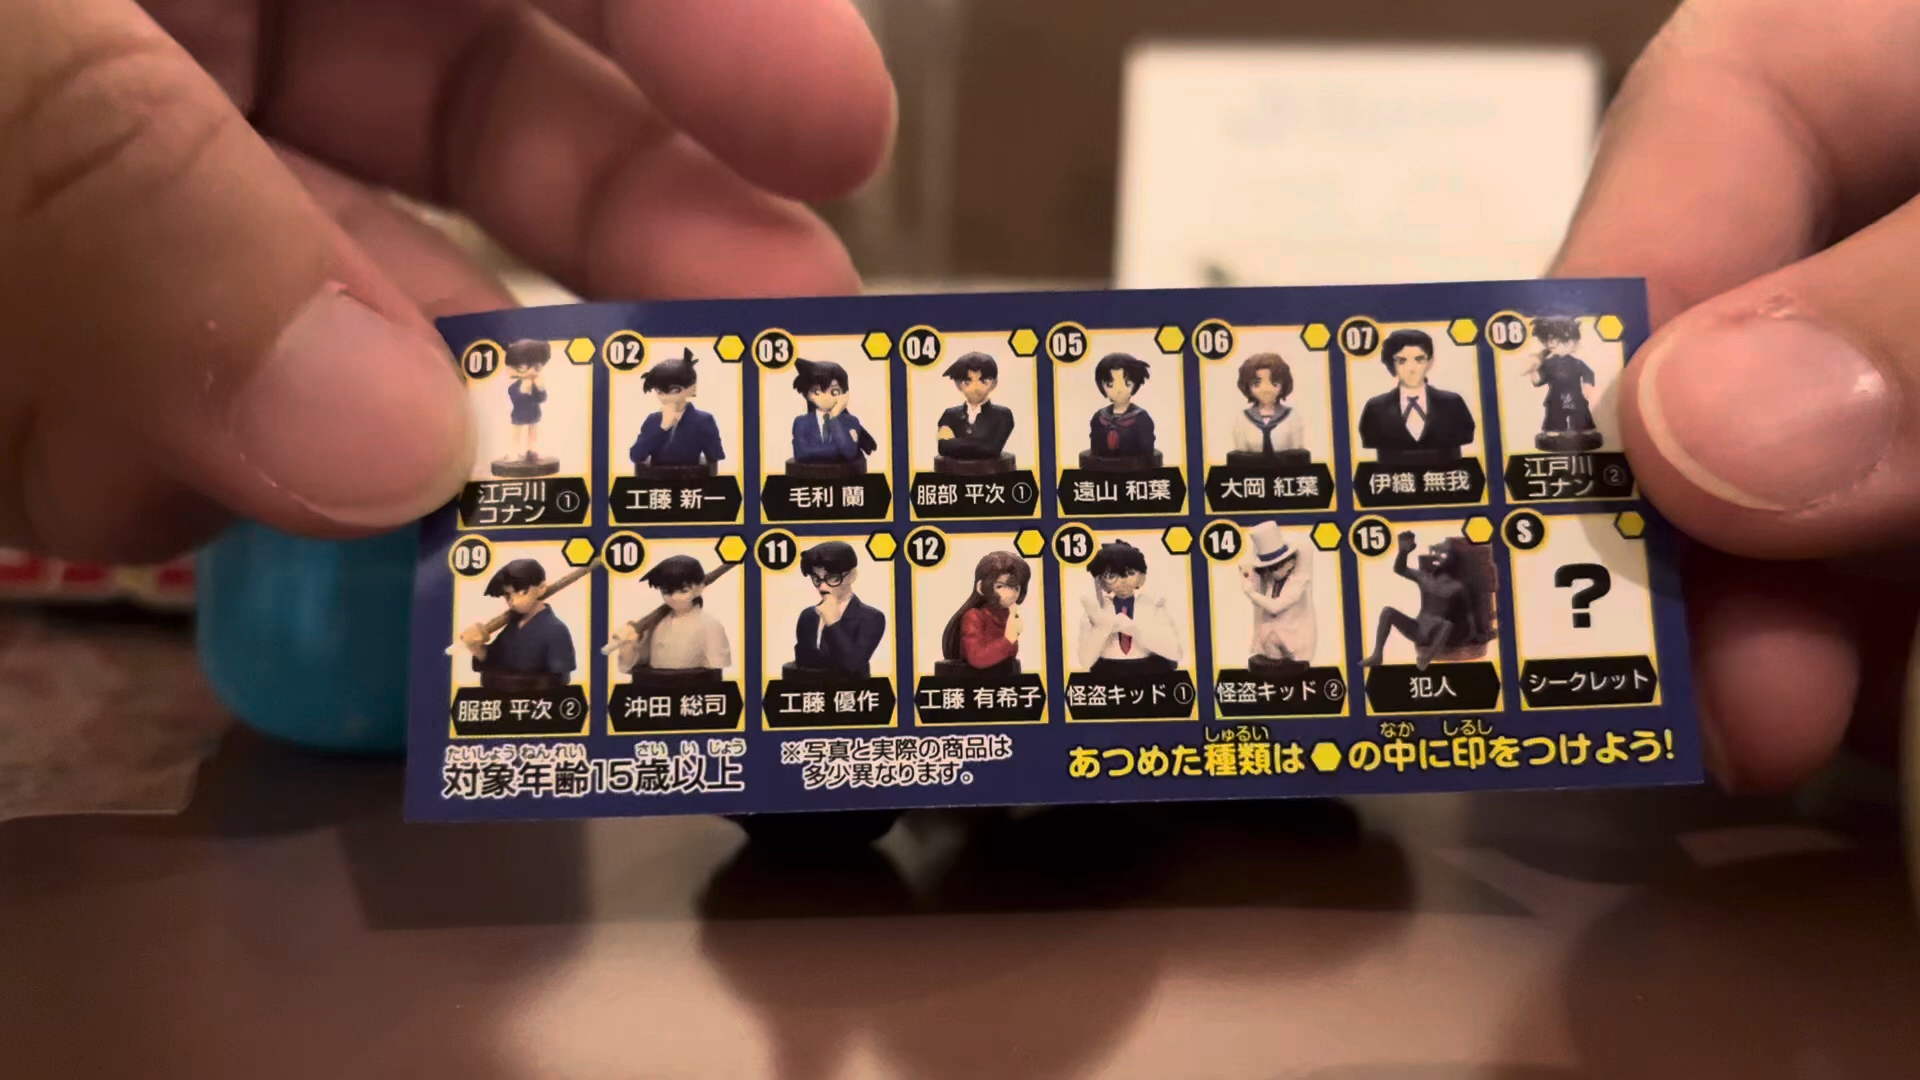 01
江戸川
コナン ①
02
工藤 新一
03
毛利 蘭
04
服部 平次 ①
05
遠山 和葉
06
大岡 紅葉
07
伊織 無我
08
江戸川
コナン ②
09
服部 平次 ②
10
沖田 総司
11
工藤 優作
12
工藤 有希子
13
怪盗キッド ①
14
怪盗キッド ②
15
犯人
S
?
シークレット
たいしょう ねんれい さい い じょう
対象年齢15歳以上
※写真と実際の商品は
多少異なります。
しゅるい なか しるし
あつめた種類は⬣の中に印をつけよう!